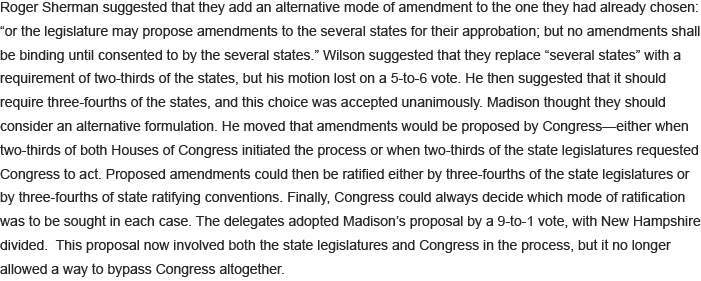 Roger Sherman suggested that they add an alternative mode of amendment to the one they had already chosen:
“or the legislature may propose amendments to the several states for their approbation; but no amendments shall
be binding until consented to by the several states.” Wilson suggested that they replace “several states” with a
requirement of two-thirds of the states, but his motion lost on a 5-to-6 vote. He then suggested that it should
require three-fourths of the states, and this choice was accepted unanimously. Madison thought they should
consider an alternative formulation. He moved that amendments would be proposed by Congress—either when
two-thirds of both Houses of Congress initiated the process or when two-thirds of the state legislatures requested
Congress to act. Proposed amendments could then be ratified either by three-fourths of the state legislatures or
by three-fourths of state ratifying conventions. Finally, Congress could always decide which mode of ratification
was to be sought in each case. The delegates adopted Madison’s proposal by a 9-to-1 vote, with New Hampshire
divided.  This proposal now involved both the state legislatures and Congress in the process, but it no longer
allowed a way to bypass Congress altogether.